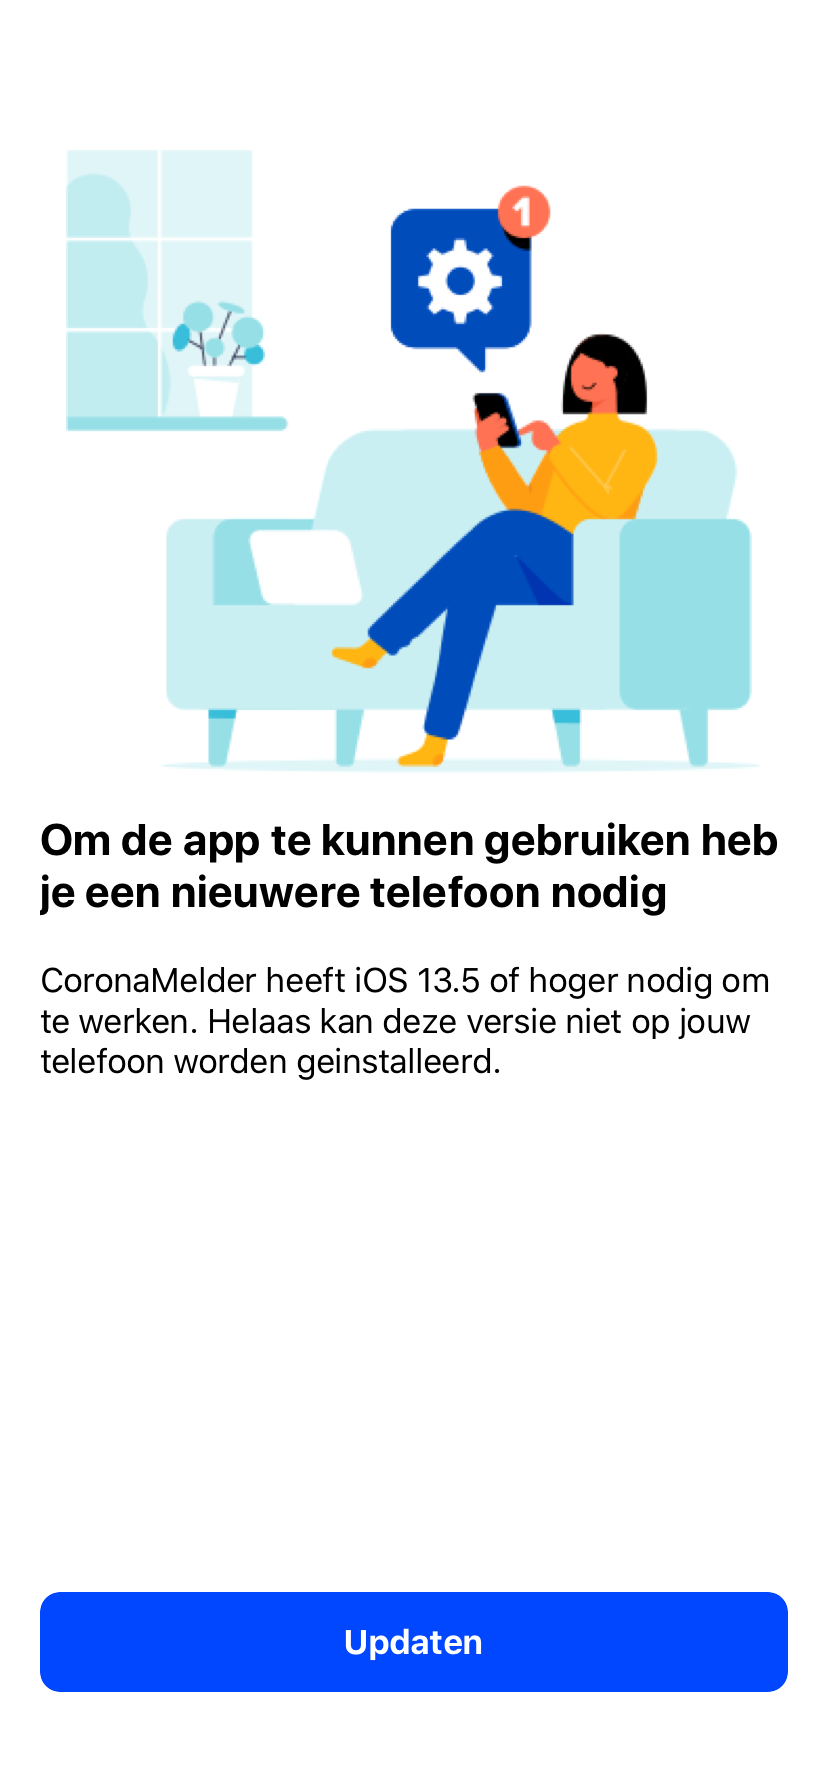 1
Om de app te kunnen gebruiken heb
je een nieuwere telefoon nodig
CoronaMelder heeft iOS 13.5 of hoger nodig om
te werken. Helaas kan deze versie niet op jouw
telefoon worden geinstalleerd.
Updaten